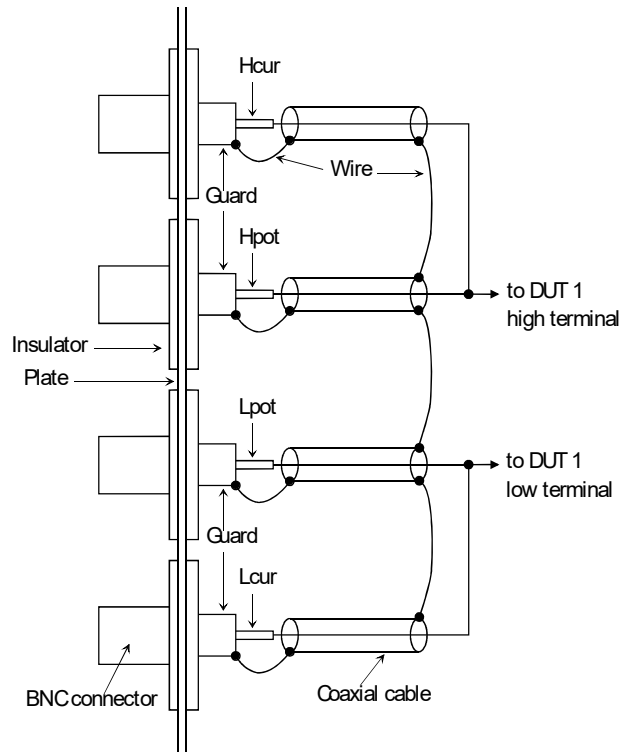 Hcur
Wire
Guard
Hpot
to DUT 1
high terminal
Insulator
Plate
Lpot
to DUT 1
low terminal
Guard
Lcur
BNC connector
Coaxial cable